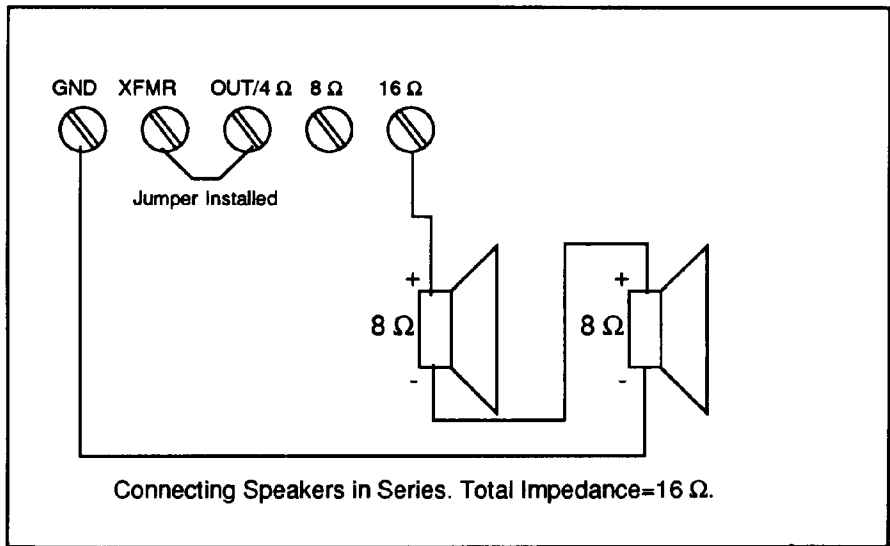 GND XFMR OUT/4 Ω 8 Ω 16 Ω
Jumper Installed
+ +
8 Ω 8 Ω
- -
Connecting Speakers in Series. Total Impedance=16 Ω.